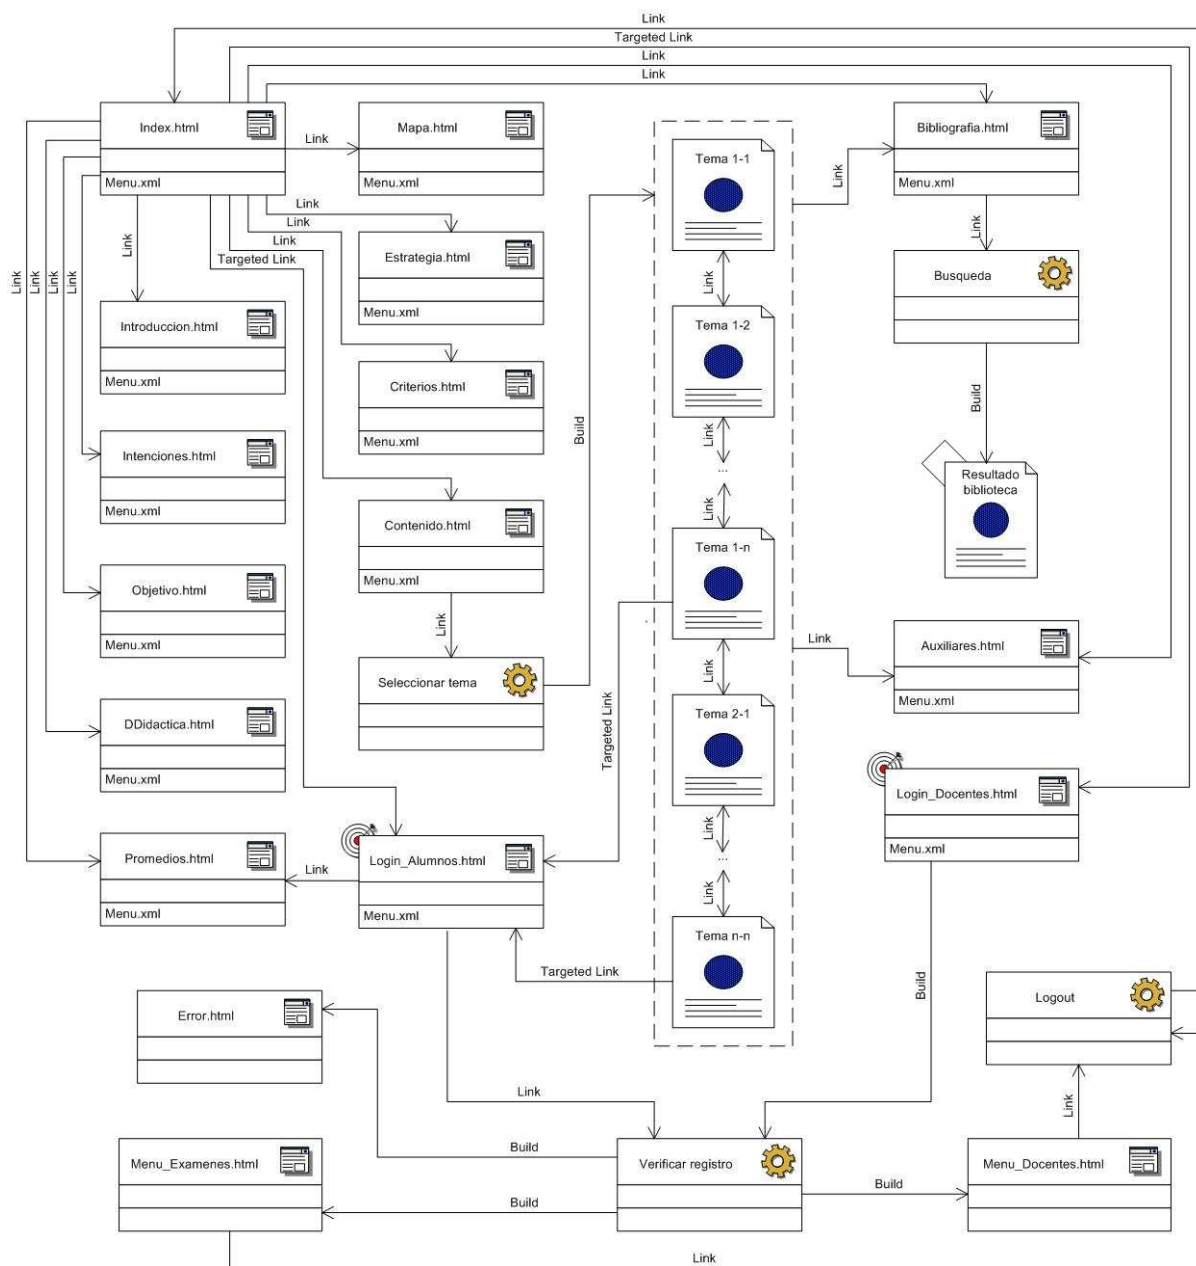 Link
Targeted Link
Link
Link
Index.html
Menu.xml
Link
Mapa.html
Menu.xml
Tema 1-1
Link
Bibliografia.html
Menu.xml
Link
Link
Link
Link
Link
Link
Link
Link
Targeted Link
Link
Estrategia.html
Menu.xml
Link
Link
Busqueda
Introduccion.html
Menu.xml
Tema 1-2
Criterios.html
Menu.xml
Build
Build
Link
...
Link
Intenciones.html
Menu.xml
Resultado
biblioteca
Contenido.html
Menu.xml
Tema 1-n
Objetivo.html
Menu.xml
Link
Link
Link
Auxiliares.html
Menu.xml
Seleccionar tema
DDidactica.html
Menu.xml
Targeted Link
Tema 2-1
Login_Docentes.html
Menu.xml
Link
...
Link
Promedios.html
Menu.xml
Link
Login_Alumnos.html
Menu.xml
Tema n-n
Targeted Link
Build
Logout
Error.html
Link
Link
Build
Menu_Examenes.html
Verificar registro
Menu_Docentes.html
Build
Build
Link